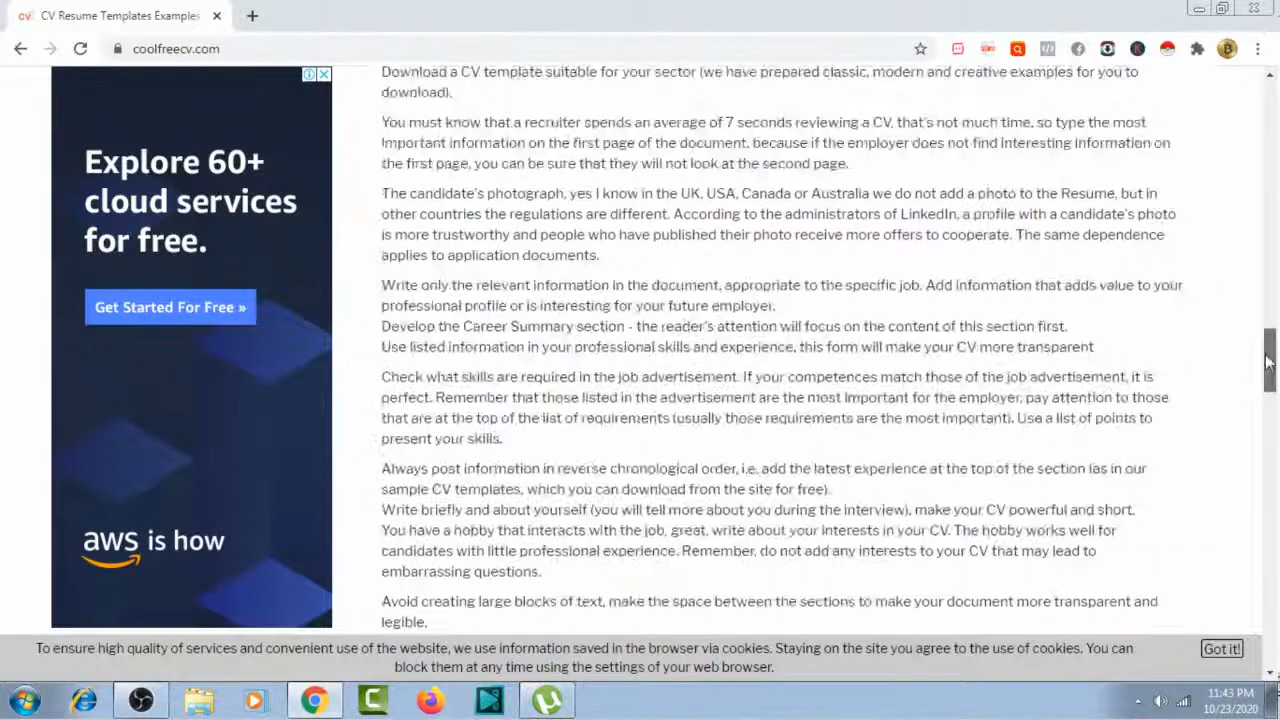 CV Resume Templates Examples
coolfreecv.com
Explore 60+
cloud services
for free.
Get Started For Free »
aws is how
Download a CV template suitable for your sector (we have prepared classic, modern and creative examples for you to
download).
You must know that a recruiter spends an average of 7 seconds reviewing a CV, that's not much time, so type the most
Important information on the first page of the document, because if the employer does not find interesting information on
the first page, you can be sure that they will not look at the second page.
The candidate's photograph, yes I know in the UK, USA, Canada or Australia we do not add a photo to the Resume, but in
other countries the regulations are different. According to the administrators of LinkedIn, a profile with a candidate's photo
is more trustworthy and people who have published their photo receive more offers to cooperate. The same dependence
applies to application documents.
Write only the relevant information in the document, appropriate to the specific job. Add information that adds value to your
professional profile or is interesting for your future employer.
Develop the Career Summary section - the reader's attention will focus on the content of this section first.
Use listed information in your professional skills and experience, this form will make your CV more transparent
Check what skills are required in the job advertisement. If your competences match those of the job advertisement, it is
perfect. Remember that those listed in the advertisement are the most Important for the employer, pay attention to those
that are at the top of the list of requirements (usually those requirements are the most important). Use a list of points to
present your skills.
Always post information in reverse chronological order, i.e. add the latest experience at the top of the section (as in our
sample CV templates, which you can download from the site for free).
Write briefly and about yourself (you will tell more about you during the interview), make your CV powerful and short.
You have a hobby that interacts with the job, great, write about your interests in your CV. The hobby works well for
candidates with little professional experience. Remember, do not add any interests to your CV that may lead to
embarrassing questions.
Avoid creating large blocks of text, make the space between the sections to make your document more transparent and
legible.
To ensure high quality of services and convenient use of the website, we use information saved in the browser via cookies. Staying on the site you agree to the use of cookies. You can
block them at any time using the settings of your web browser.
Got it!
11:43 PM
10/23/2020